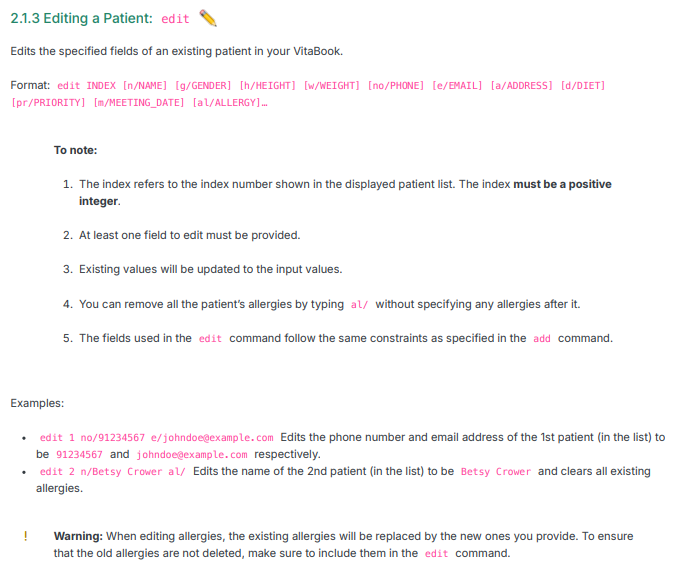 2.1.3 Editing a Patient: edit ✏️
Edits the specified fields of an existing patient in your VitaBook.
Format: edit INDEX [n/NAME] [g/GENDER] [h/HEIGHT] [w/WEIGHT] [no/PHONE] [e/EMAIL] [a/ADDRESS] [d/DIET]
[pr/PRIORITY] [m/MEETING_DATE] [al/ALLERGY]…
To note:
1. The index refers to the index number shown in the displayed patient list. The index must be a positive
integer.
2. At least one field to edit must be provided.
3. Existing values will be updated to the input values.
4. You can remove all the patient’s allergies by typing al/ without specifying any allergies after it.
5. The fields used in the edit command follow the same constraints as specified in the add command.
Examples:
• edit 1 no/91234567 e/johndoe@example.com Edits the phone number and email address of the 1st patient (in the list) to
be 91234567 and johndoe@example.com respectively.
• edit 2 n/Betsy Crower al/ Edits the name of the 2nd patient (in the list) to be Betsy Crower and clears all existing
allergies.
! Warning: When editing allergies, the existing allergies will be replaced by the new ones you provide. To ensure
that the old allergies are not deleted, make sure to include them in the edit command.